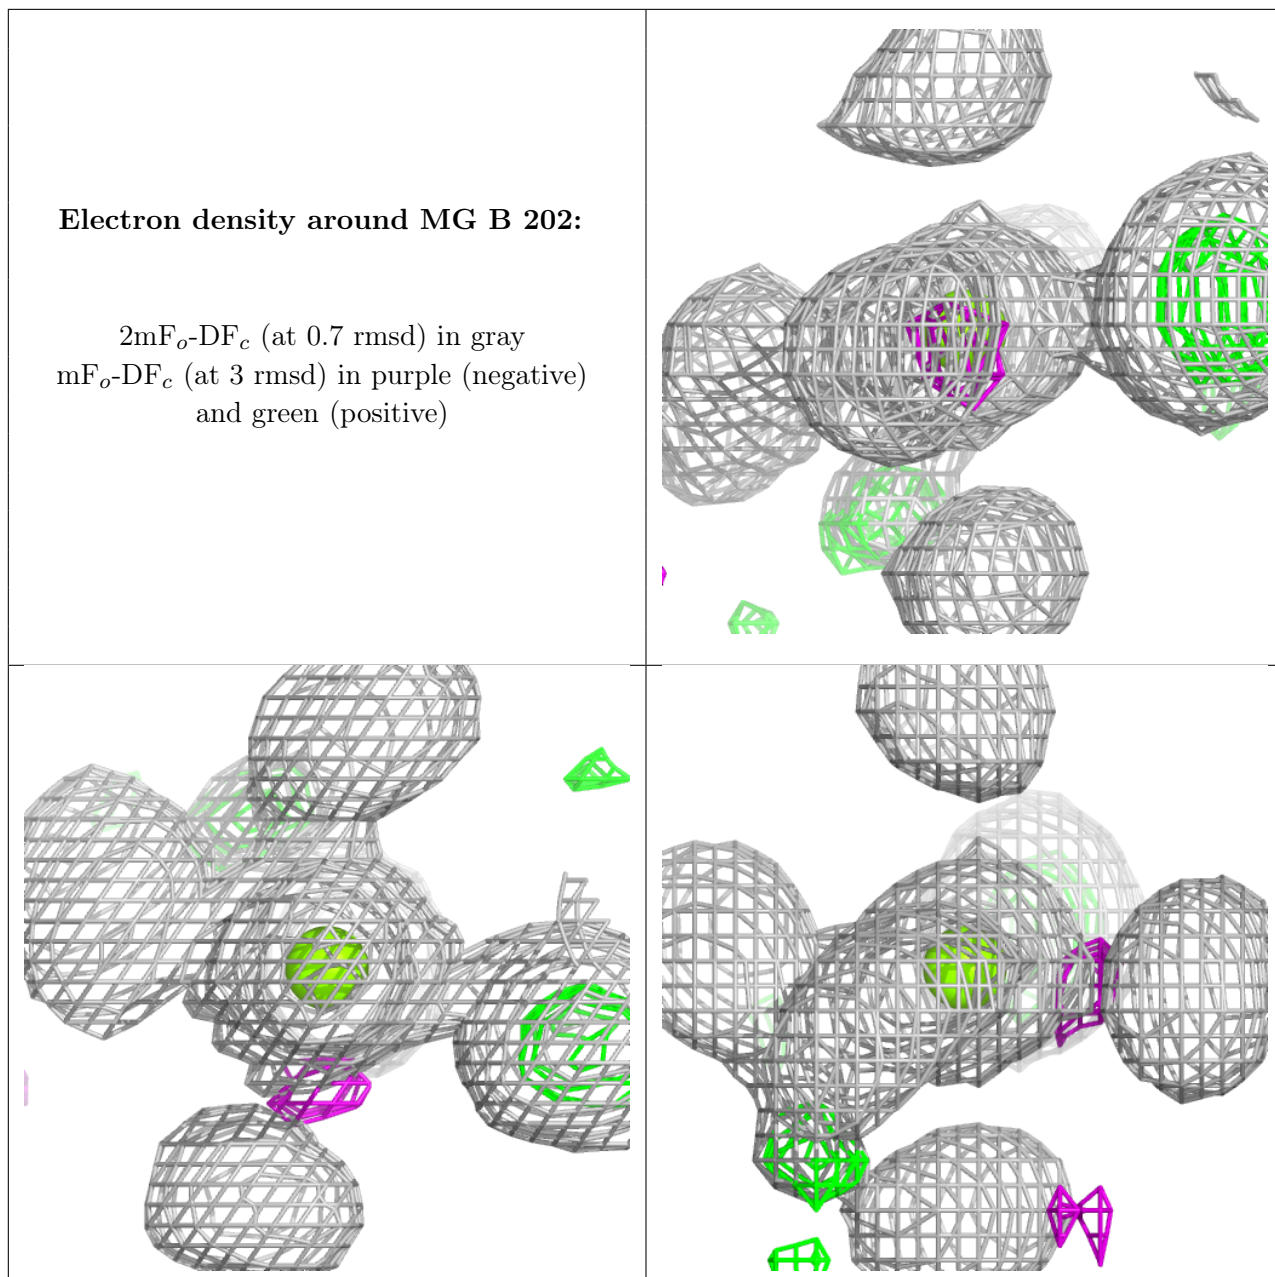 Electron density around MG B 202:
2mFo-DFc (at 0.7 rmsd) in gray
mFo-DFc (at 3 rmsd) in purple (negative)
and green (positive)